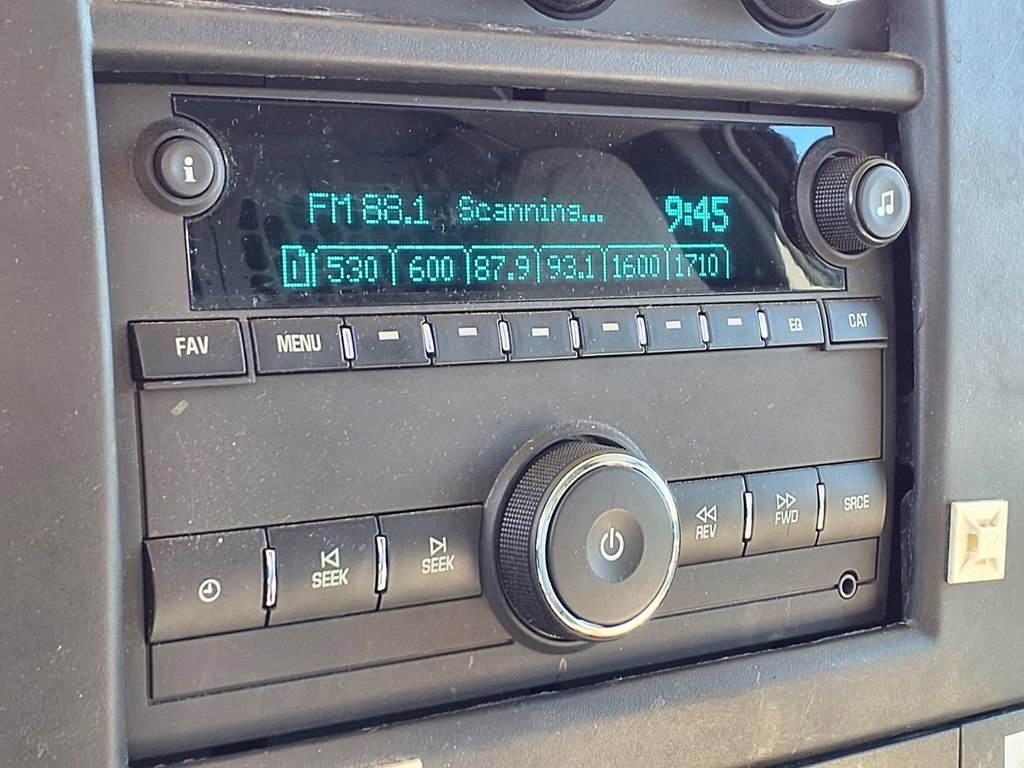 i
FM 88.1 Scanning... 9:45
1 530 600 87.9 93.1 1600 1710
FAV MENU EQ CAT
SEEK SEEK REV FWD SRCE